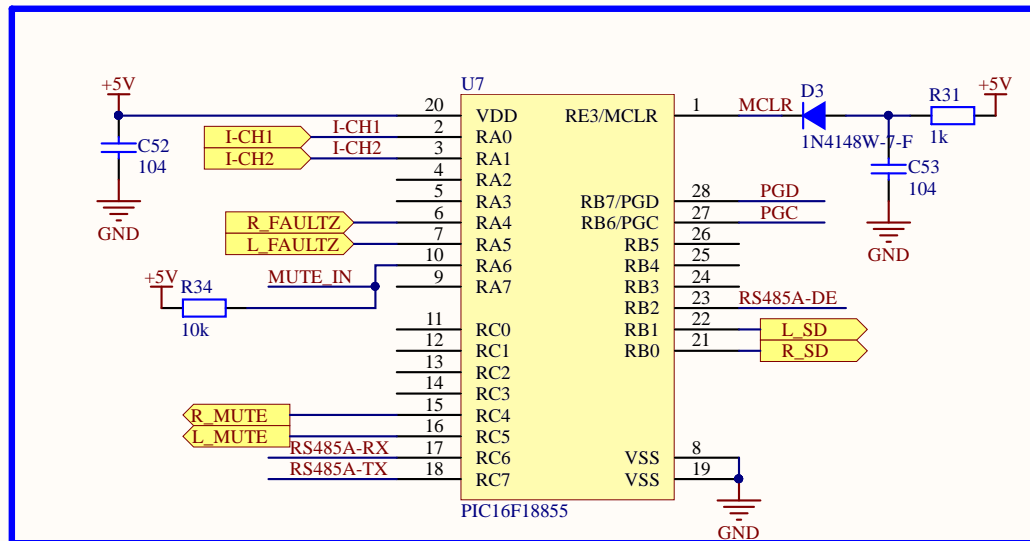 U7
+5V
C52
104
GND
I-CH1 I-CH1
I-CH2 I-CH2
R_FAULTZ
L_FAULTZ
MUTE_IN
+5V
R34
10k
R_MUTE
L_MUTE
RS485A-RX
RS485A-TX
20 VDD
2 RA0
3 RA1
4 RA2
5 RA3
6 RA4
7 RA5
10 RA6
9 RA7
11 RC0
12 RC1
13 RC2
14 RC3
15 RC4
16 RC5
17 RC6
18 RC7
RE3/MCLR 1 MCLR
RB7/PGD 28 PGD
RB6/PGC 27 PGC
RB5 26
RB4 25
RB3 24
RB2 23 RS485A-DE
RB1 22 L_SD
RB0 21 R_SD
VSS 8
VSS 19
GND
PIC16F18855
D3
1N4148W-7-F
R31
1k
+5V
C53
104
GND